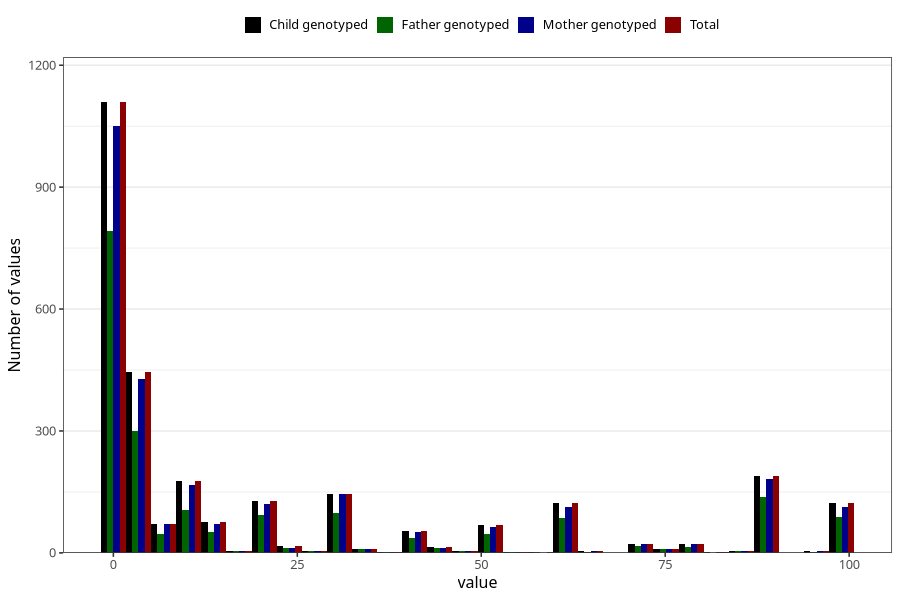 Child genotyped Father genotyped Mother genotyped Total
1200
900
600
300
0
Number of values
0 25 50 75 100
value